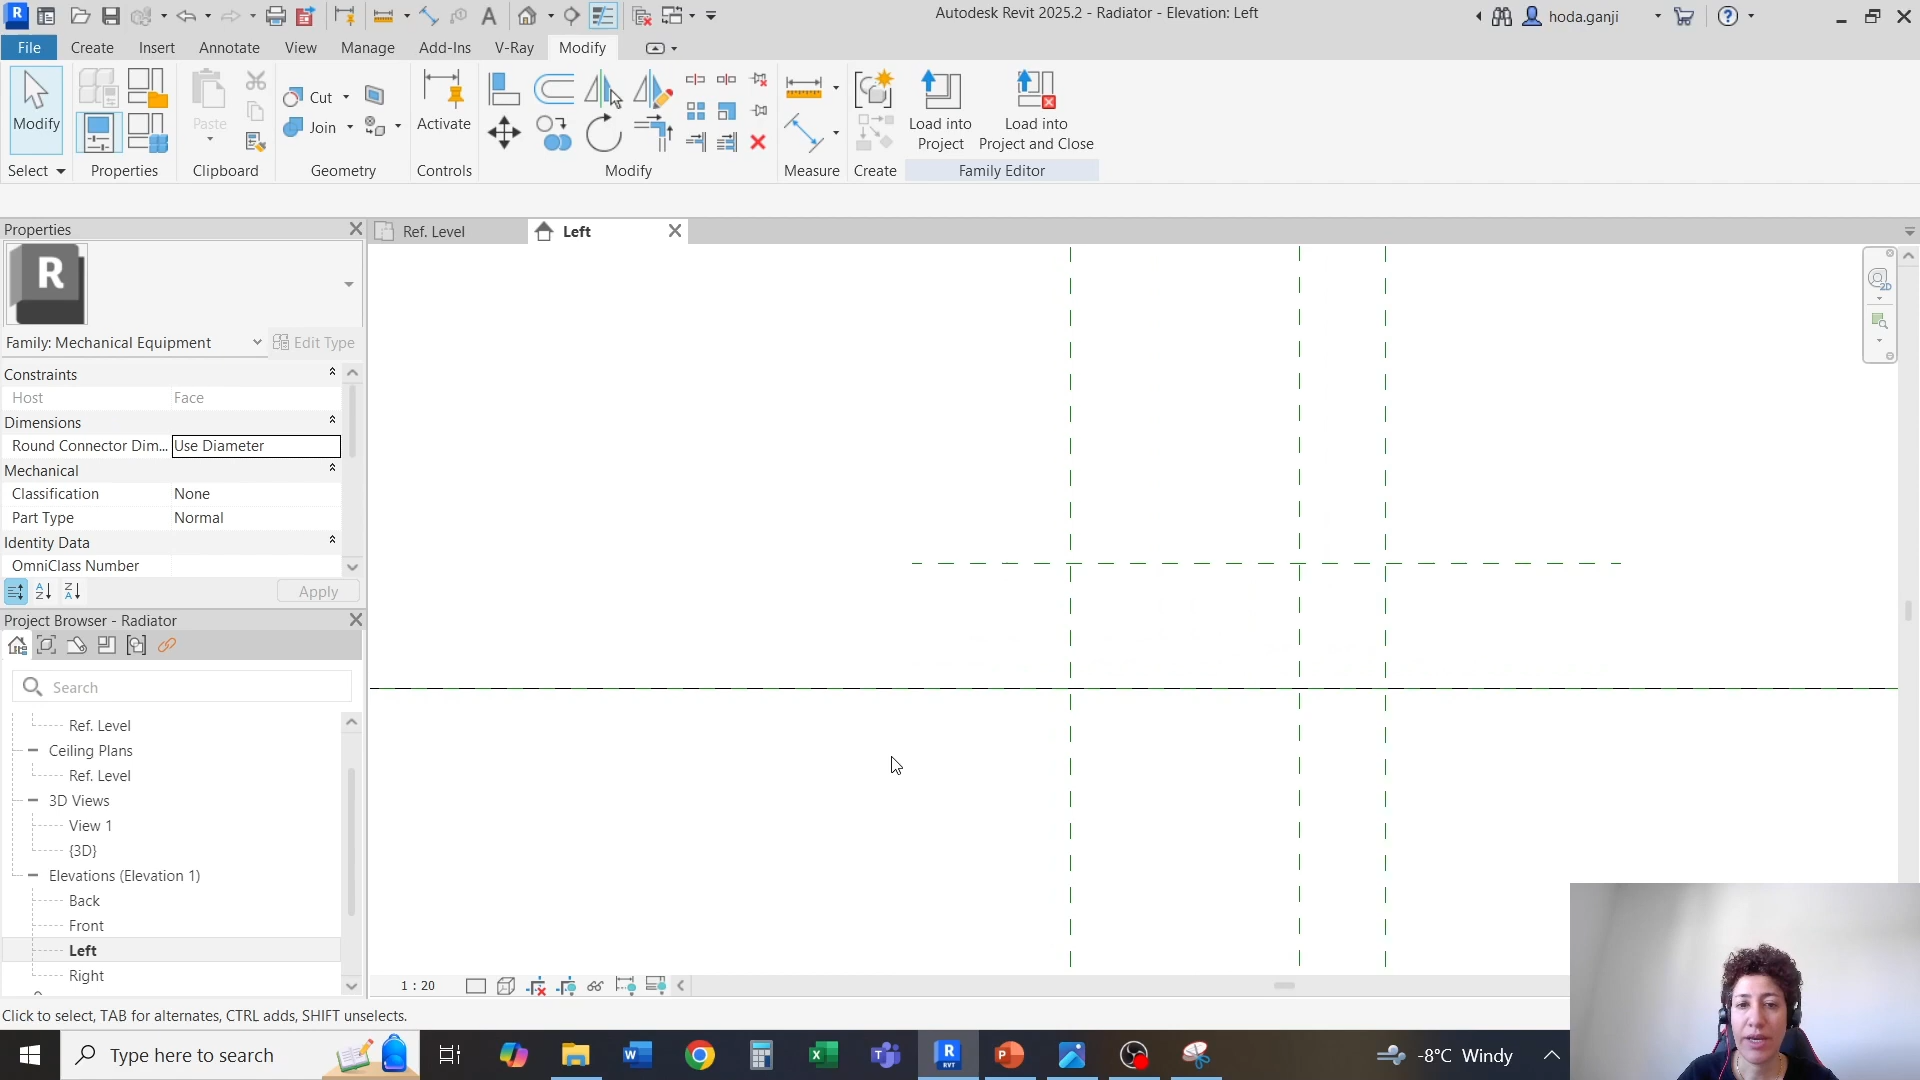 Autodesk Revit 2025.2 - Radiator - Elevation: Left
hoda.ganji
File Create Insert Annotate View Manage Add-Ins V-Ray Modify
Modify
Paste
Cut
Join
Activate
Load into Project
Load into Project and Close
Select Properties Clipboard Geometry Controls Modify Measure Create Family Editor
Properties
Ref. Level
Left
R
Family: Mechanical Equipment
Edit Type
Constraints
Host Face
Dimensions
Round Connector Dim... Use Diameter
Mechanical
Classification None
Part Type Normal
Identity Data
OmniClass Number
Apply
Project Browser - Radiator
Search
Ref. Level
Ceiling Plans
Ref. Level
3D Views
View 1
{3D}
Elevations (Elevation 1)
Back
Front
Left
Right
1 : 20
Click to select, TAB for alternates, CTRL adds, SHIFT unselects.
Type here to search
-8°C Windy